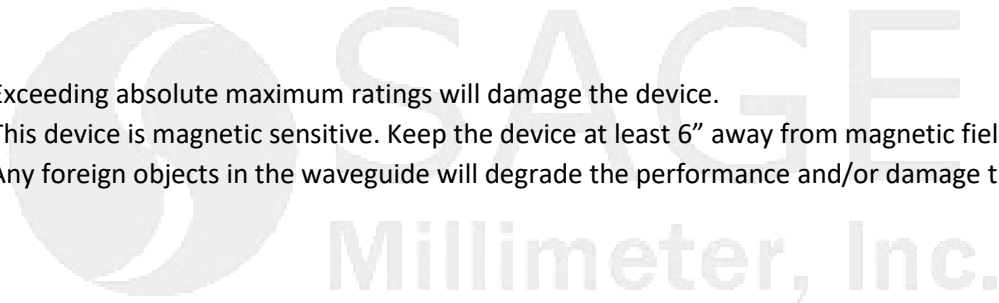 SAGE
Exceeding absolute maximum ratings will damage the device.
This device is magnetic sensitive. Keep the device at least 6” away from magnetic
Any foreign objects in the waveguide will degrade the performance and/or damage
Millimeter, Inc.